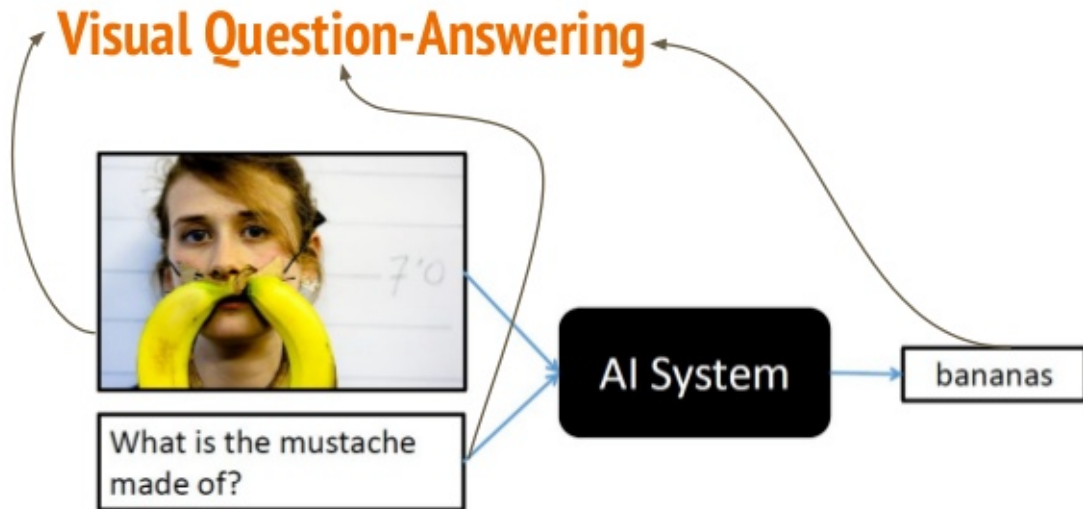 Visual Question-Answering
7'0
What is the mustache
made of?
AI System
bananas